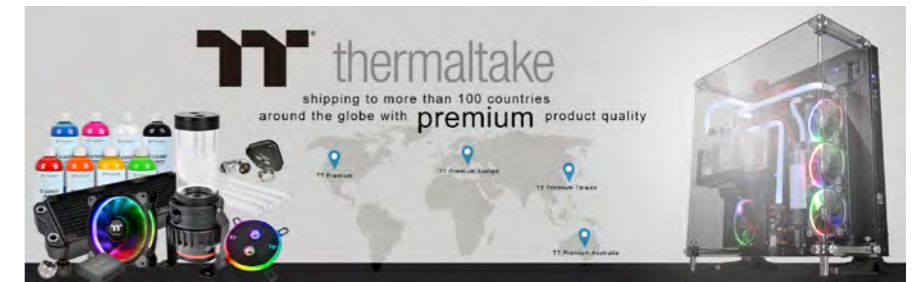 thermaltake
shipping to more than 100 countries
around the globe with premium product quality
TT Premium
TT Premium Europe
TT Premium Taiwan
TT Premium Australia